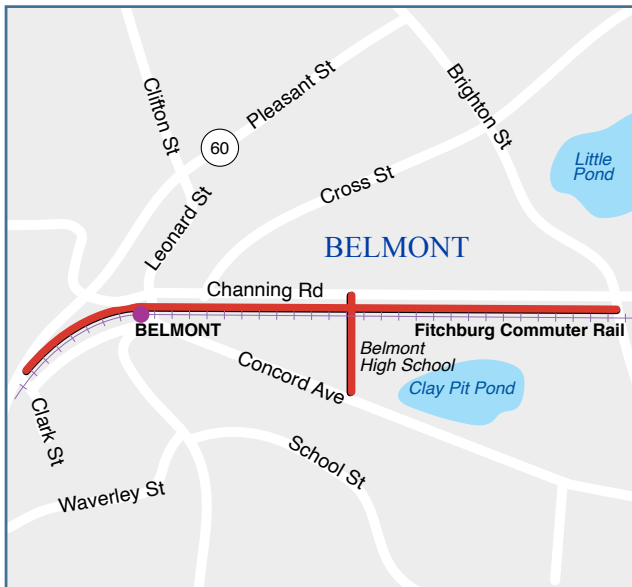 Clifton St
Pleasant St
60
Brighton St
Little
Pond
Cross St
Leonard St
BELMONT
Channing Rd
BELMONT
Fitchburg Commuter Rail
Belmont
High School
Concord Ave
Clay Pit Pond
Clark St
School St
Waverley St